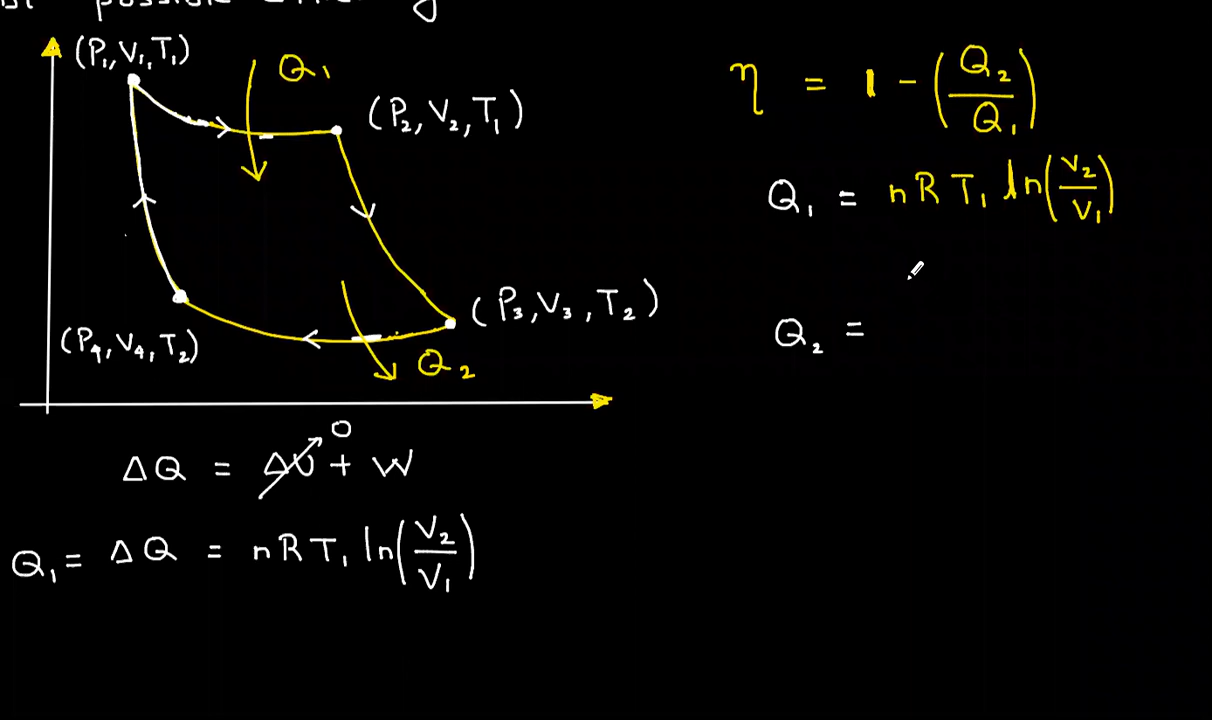 possible
(P₁, V₁, T₁)
Q₁
(P₂, V₂, T₁)
(P₃, V₃, T₂)
(P₄, V₄, T₂)
Q₂
η = 1 - (Q₂/Q₁)
Q₁ = nRT₁ ln(V₂/V₁)
Q₂ =
0
ΔQ = ΔU + W
Q₁ = ΔQ = nRT₁ ln(V₂/V₁)